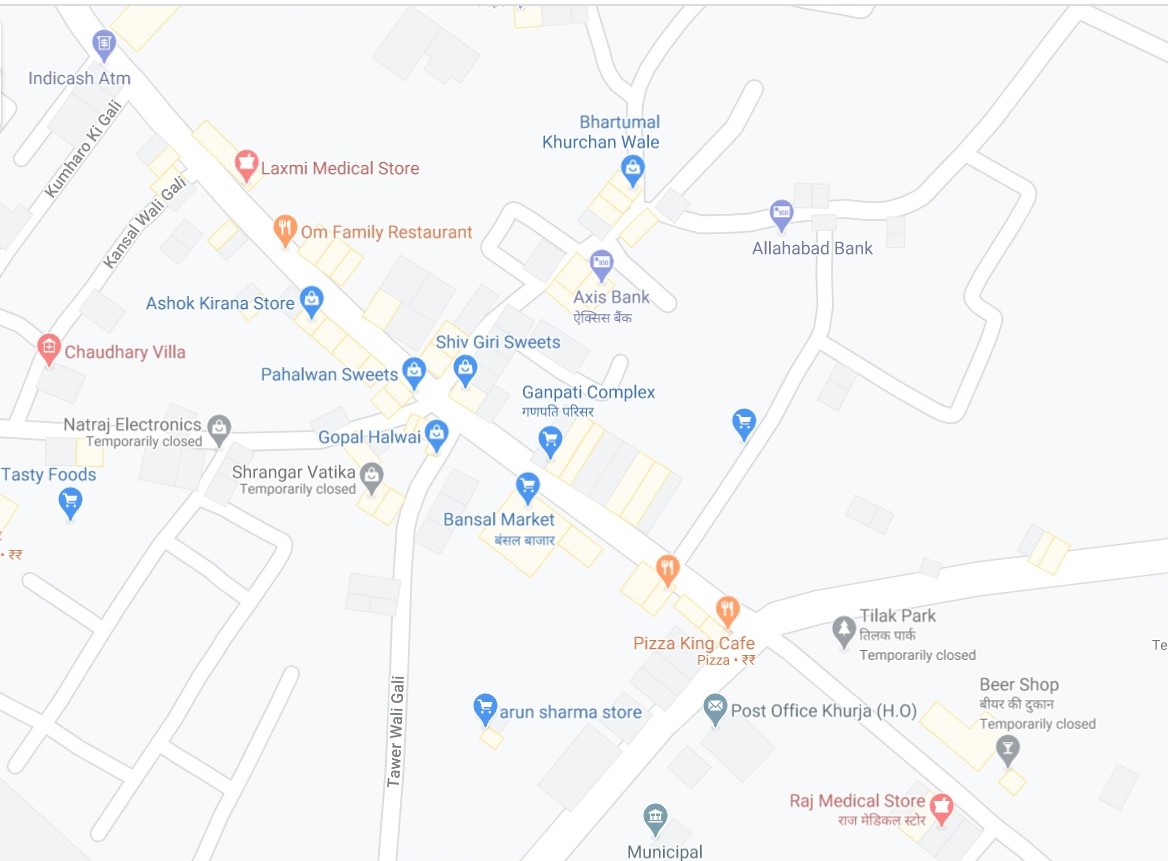 Indicash Atm
Kumharo Ki Gali
Bhartumal
Khurchan Wale
Laxmi Medical Store
Kansal Wali Gali
Om Family Restaurant
Allahabad Bank
Axis Bank
ऐक्सिस बैंक
Ashok Kirana Store
Shiv Giri Sweets
Chaudhary Villa
Pahalwan Sweets
Ganpati Complex
गणपति परिसर
Natraj Electronics
Temporarily closed
Gopal Halwai
Tasty Foods
Shrangar Vatika
Temporarily closed
Bansal Market
बंसल बाजार
• ₹₹
Tilak Park
तिलक पार्क
Temporarily closed
Pizza King Cafe
Pizza • ₹₹
Te
Beer Shop
बीयर की दुकान
Temporarily closed
arun sharma store
Post Office Khurja (H.O)
Tawer Wali Gali
Raj Medical Store
राज मेडिकल स्टोर
Municipal